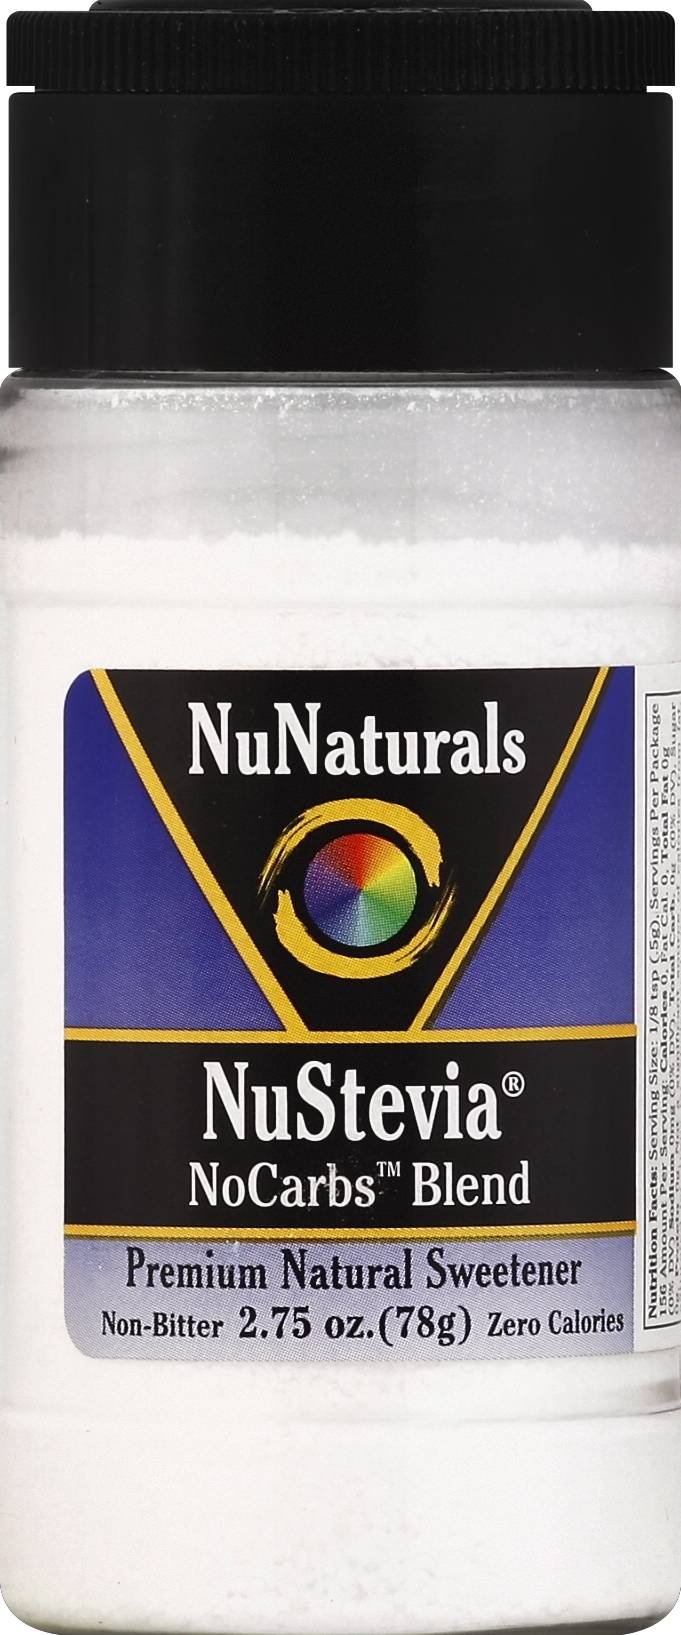 NuNaturals
NuStevia®
NoCarbs™ Blend
Premium Natural Sweetener
Non-Bitter 2.75 oz.(78g) Zero Calories
Nutrition Facts: Serving Size: 1/8 tsp (.5g), Servings Per Package
156 Amount Per Serving: Calories 0, Fat Cal. 0, Total Fat 0g